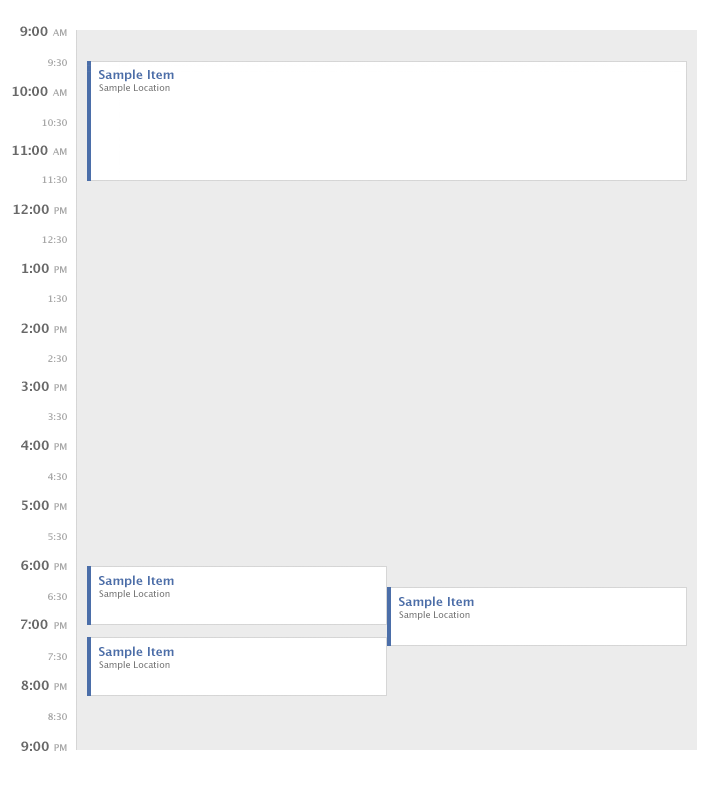 9:00 AM
9:30
Sample Item
Sample Location
10:00 AM
10:30
11:00 AM
11:30
12:00 PM
12:30
1:00 PM
1:30
2:00 PM
2:30
3:00 PM
3:30
4:00 PM
4:30
5:00 PM
5:30
6:00 PM
Sample Item
Sample Location
6:30
Sample Item
Sample Location
7:00 PM
Sample Item
Sample Location
7:30
8:00 PM
8:30
9:00 PM